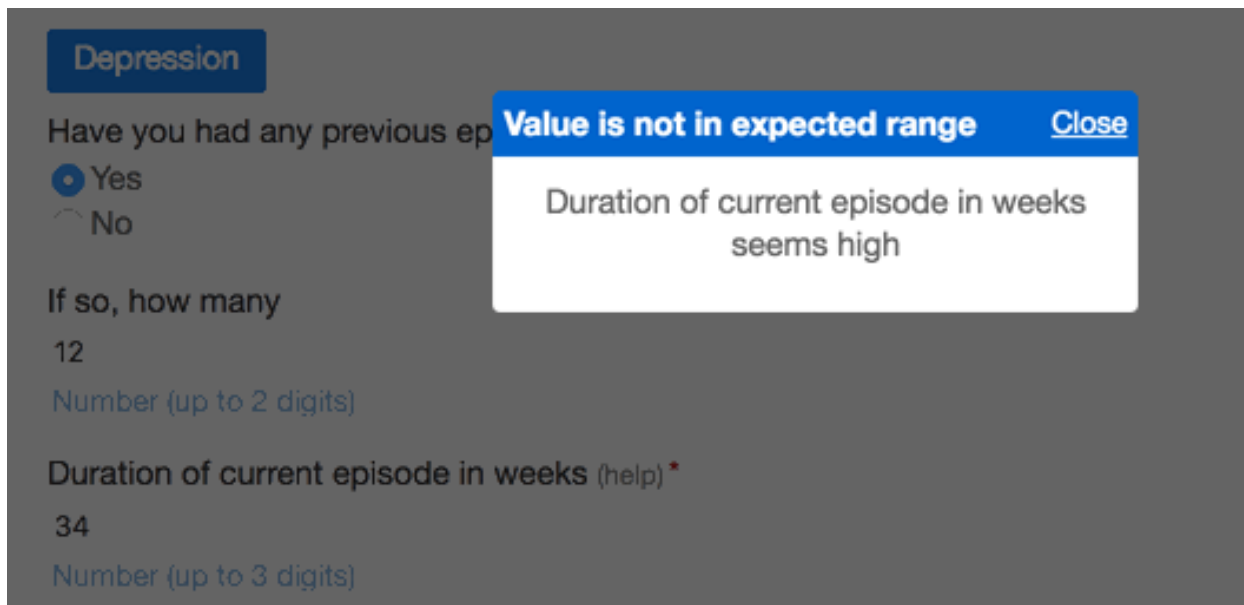 Depression
Have you had any previous ep
Value is not in expected range Close
Yes
No
Duration of current episode in weeks
seems high
If so, how many
12
Number (up to 2 digits)
Duration of current episode in weeks (help) *
34
Number (up to 3 digits)